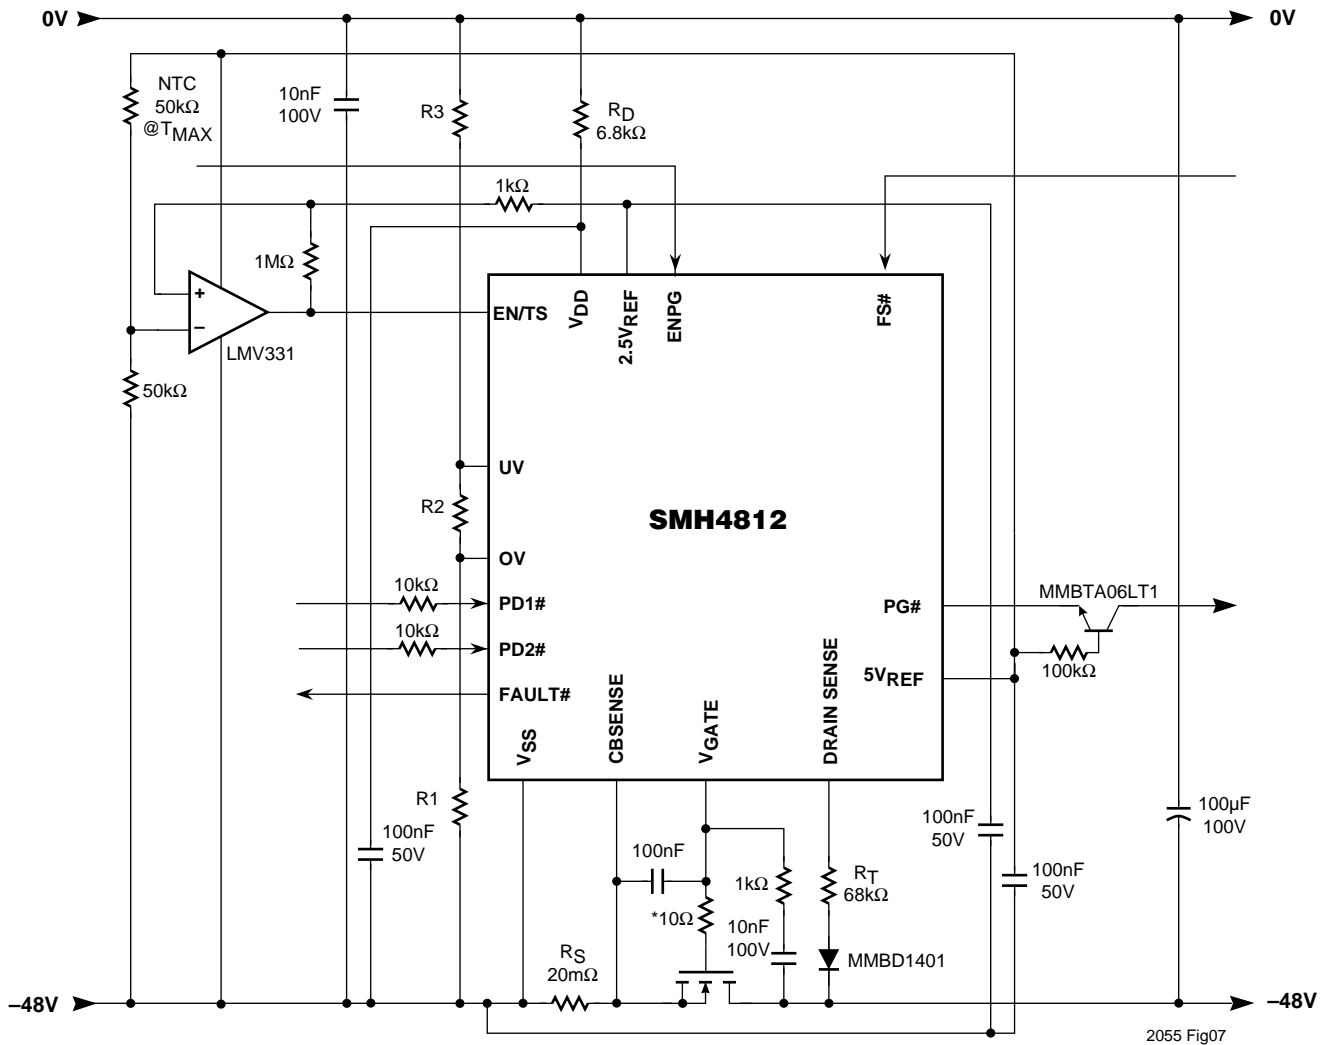 0V
0V
NTC
50kΩ
@TMAX
10nF
100V
R3
RD
6.8kΩ
1kΩ
1MΩ
+
−
LMV331
50kΩ
EN/TS
VDD
2.5VREF
ENPG
FS#
UV
R2
OV
SMH4812
10kΩ
PD1#
10kΩ
PD2#
FAULT#
PG#
MMBTA06LT1
100kΩ
5VREF
VSS
CBSENSE
VGATE
DRAIN SENSE
R1
100nF
50V
100nF
*10Ω
1kΩ
10nF
100V
RT
68kΩ
MMBD1401
100nF
50V
100nF
50V
100µF
100V
RS
20mΩ
–48V
–48V
2055 Fig07